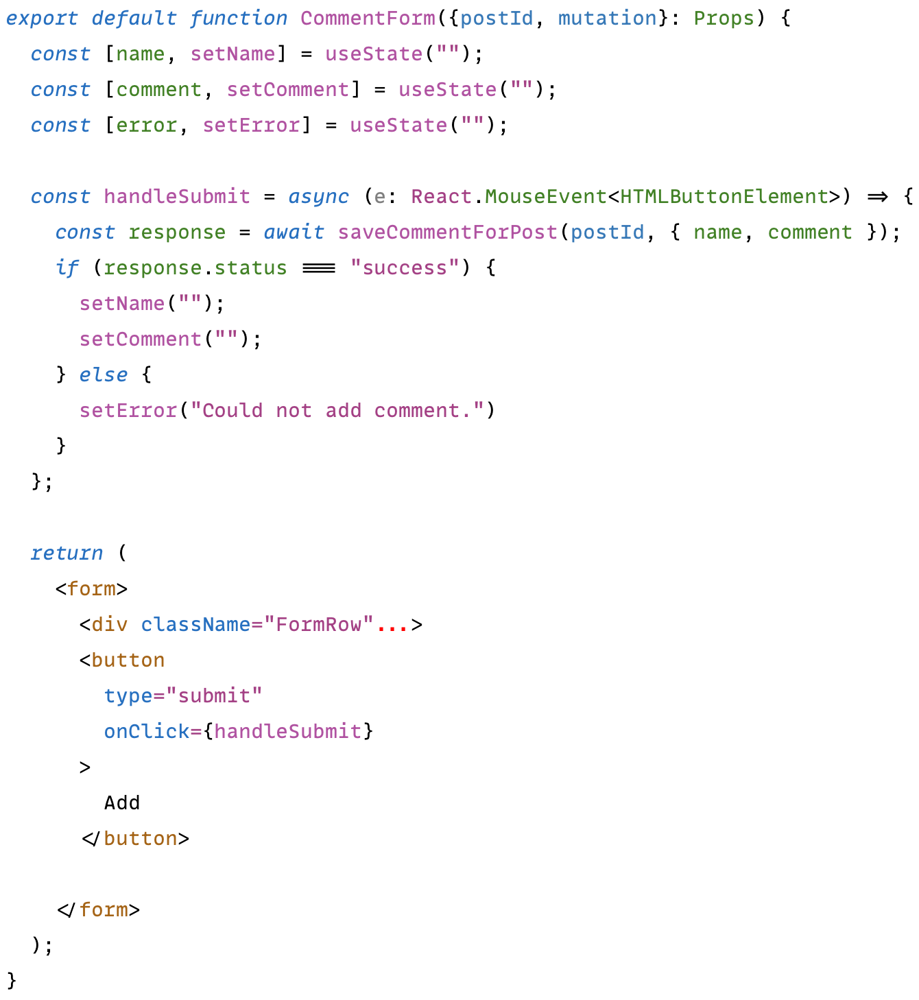 export default function CommentForm({postId, mutation}: Props) {
  const [name, setName] = useState("");
  const [comment, setComment] = useState("");
  const [error, setError] = useState("");

  const handleSubmit = async (e: React.MouseEvent<HTMLButtonElement>) => {
    const response = await saveCommentForPost(postId, { name, comment });
    if (response.status === "success") {
      setName("");
      setComment("");
    } else {
      setError("Could not add comment.")
    }
  };

  return (
    <form>
      <div className="FormRow"...>
      <button
        type="submit"
        onClick={handleSubmit}
      >
        Add
      </button>

    </form>
  );
}